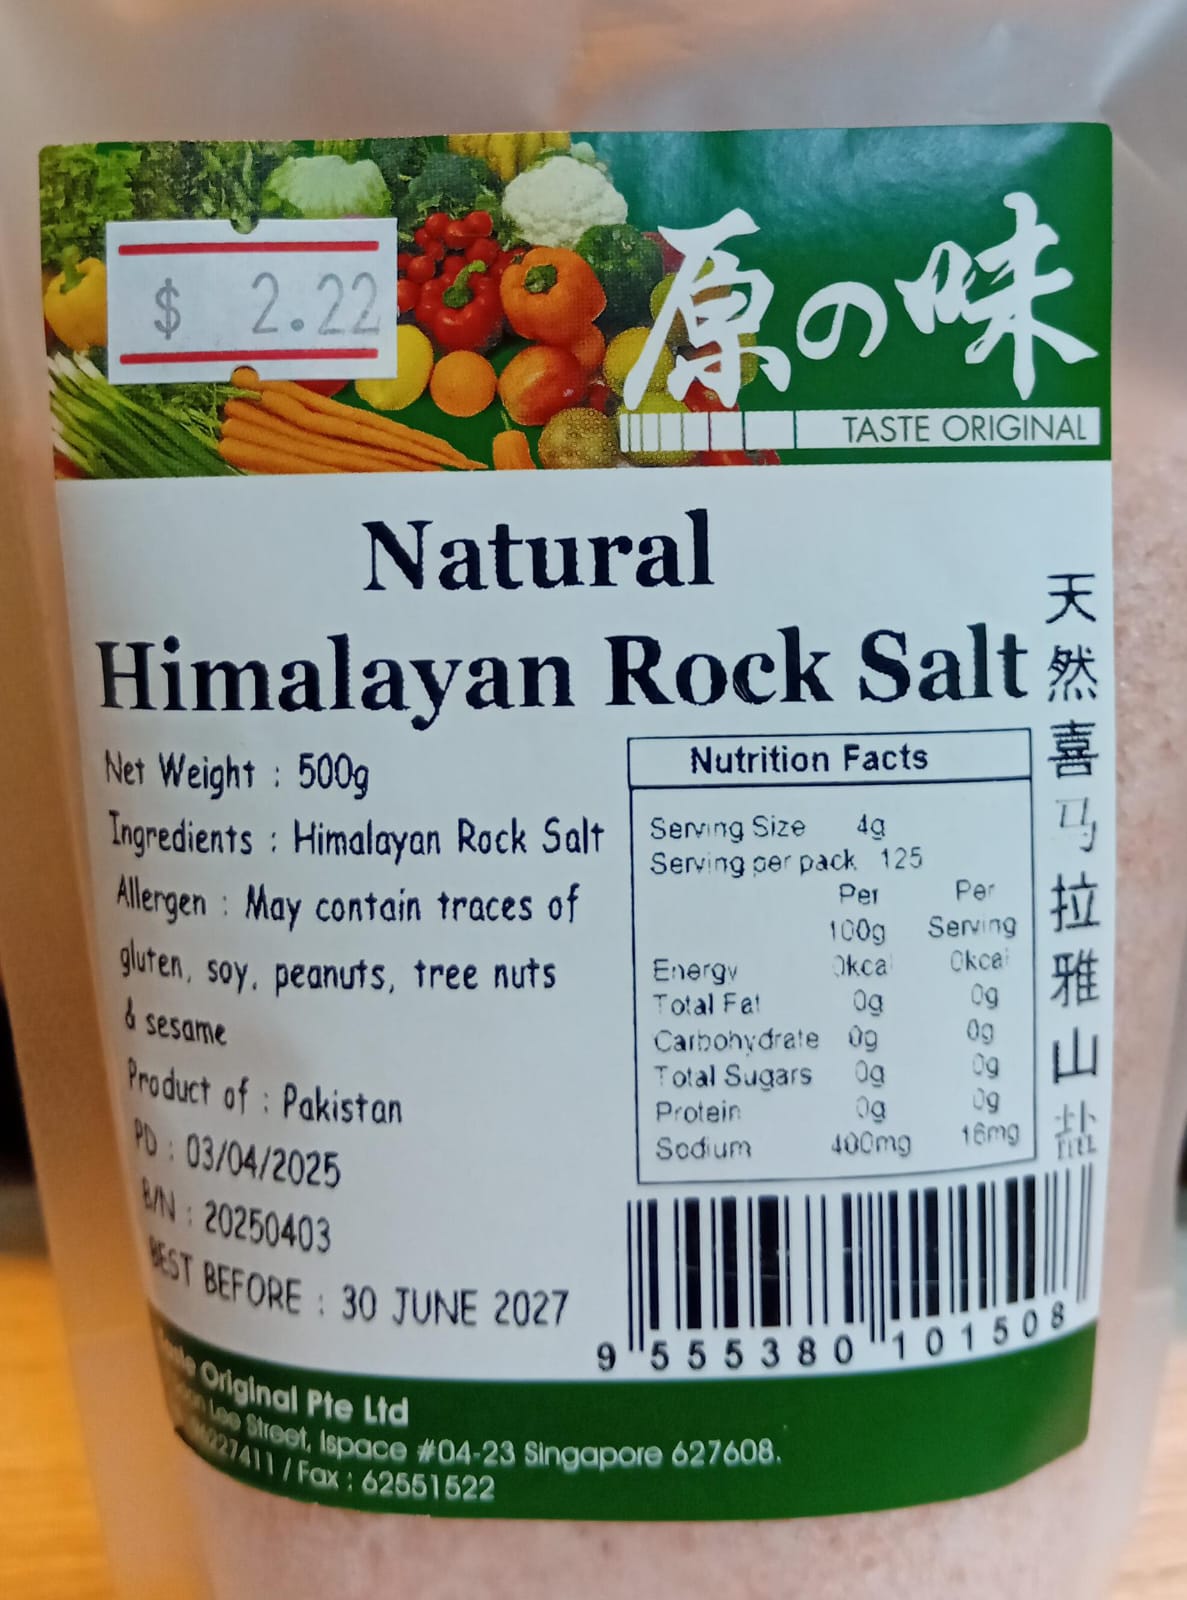 $ 2.22
原の味
TASTE ORIGINAL
Natural
Himalayan Rock Salt
天然喜马拉雅山盐
Net Weight : 500g
Ingredients : Himalayan Rock Salt
Allergen : May contain traces of
gluten, soy, peanuts, tree nuts
& sesame
Product of : Pakistan
PD : 03/04/2025
B/N : 20250403
BEST BEFORE : 30 JUNE 2027
Nutrition Facts
Serving Size 4g
Serving per pack 125
Per Per
100g Serving
Energy 0kcal 0kcal
Total Fat 0g 0g
Carbohydrate 0g 0g
Total Sugars 0g 0g
Protein 0g 0g
Sodium 400mg 16mg
9 555380 101508
Original Pte Ltd
Lee Street, Ispace #04-23 Singapore 627608.
/ Fax : 62551522